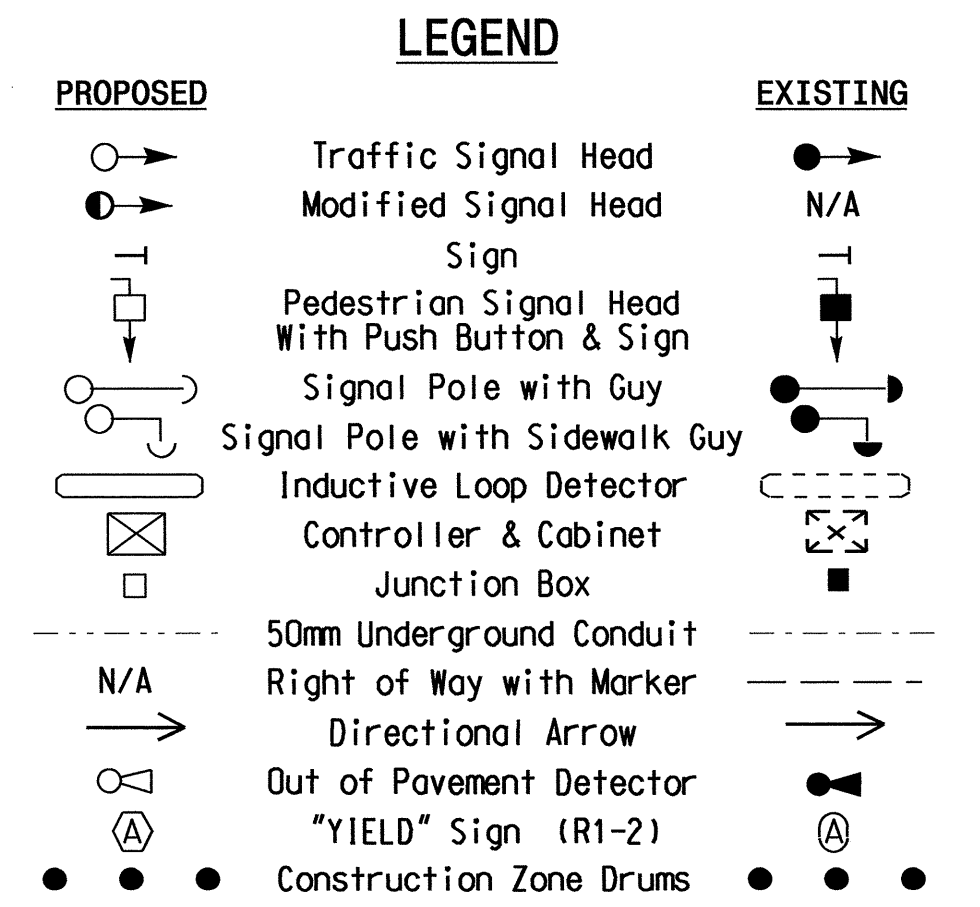 LEGEND
PROPOSED EXISTING
Traffic Signal Head
Modified Signal Head N/A
Sign
Pedestrian Signal Head
With Push Button & Sign
Signal Pole with Guy
Signal Pole with Sidewalk Guy
Inductive Loop Detector
Controller & Cabinet
Junction Box
50mm Underground Conduit
N/A Right of Way with Marker
Directional Arrow
Out of Pavement Detector
A "YIELD" Sign (R1-2) A
Construction Zone Drums